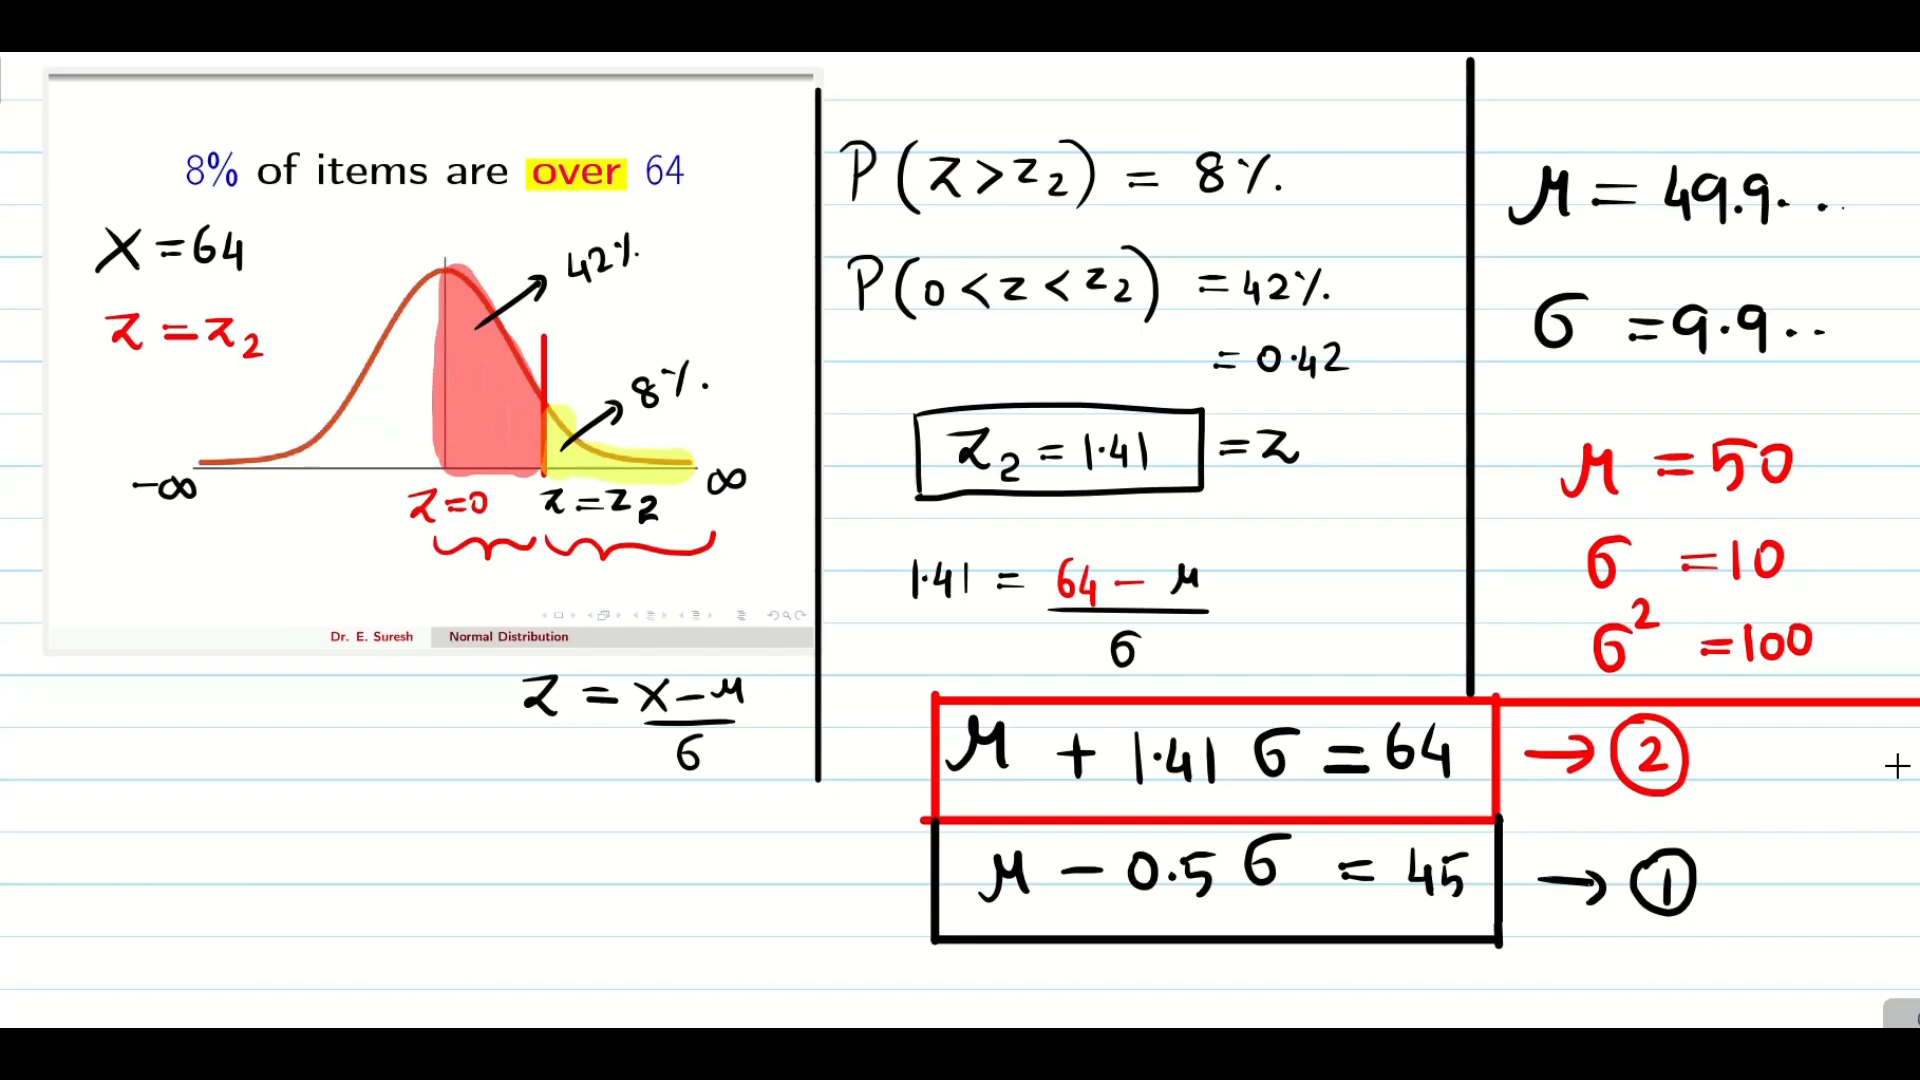 8% of items are over 64
X = 64
Z = Z2
42%.
8%.
-∞
∞
Z=0
Z=Z2
Dr. E. Suresh Normal Distribution
Z = X-μ
σ
P(Z>Z2) = 8%.
P(0<Z<Z2) = 42%.
= 0.42
Z2 = 1.41 = Z
1.41 = 64 - μ
σ
μ + 1.41 σ = 64 → 2
μ - 0.5 σ = 45 → 1
μ = 49.9...
σ = 9.9..
μ = 50
σ = 10
σ² = 100